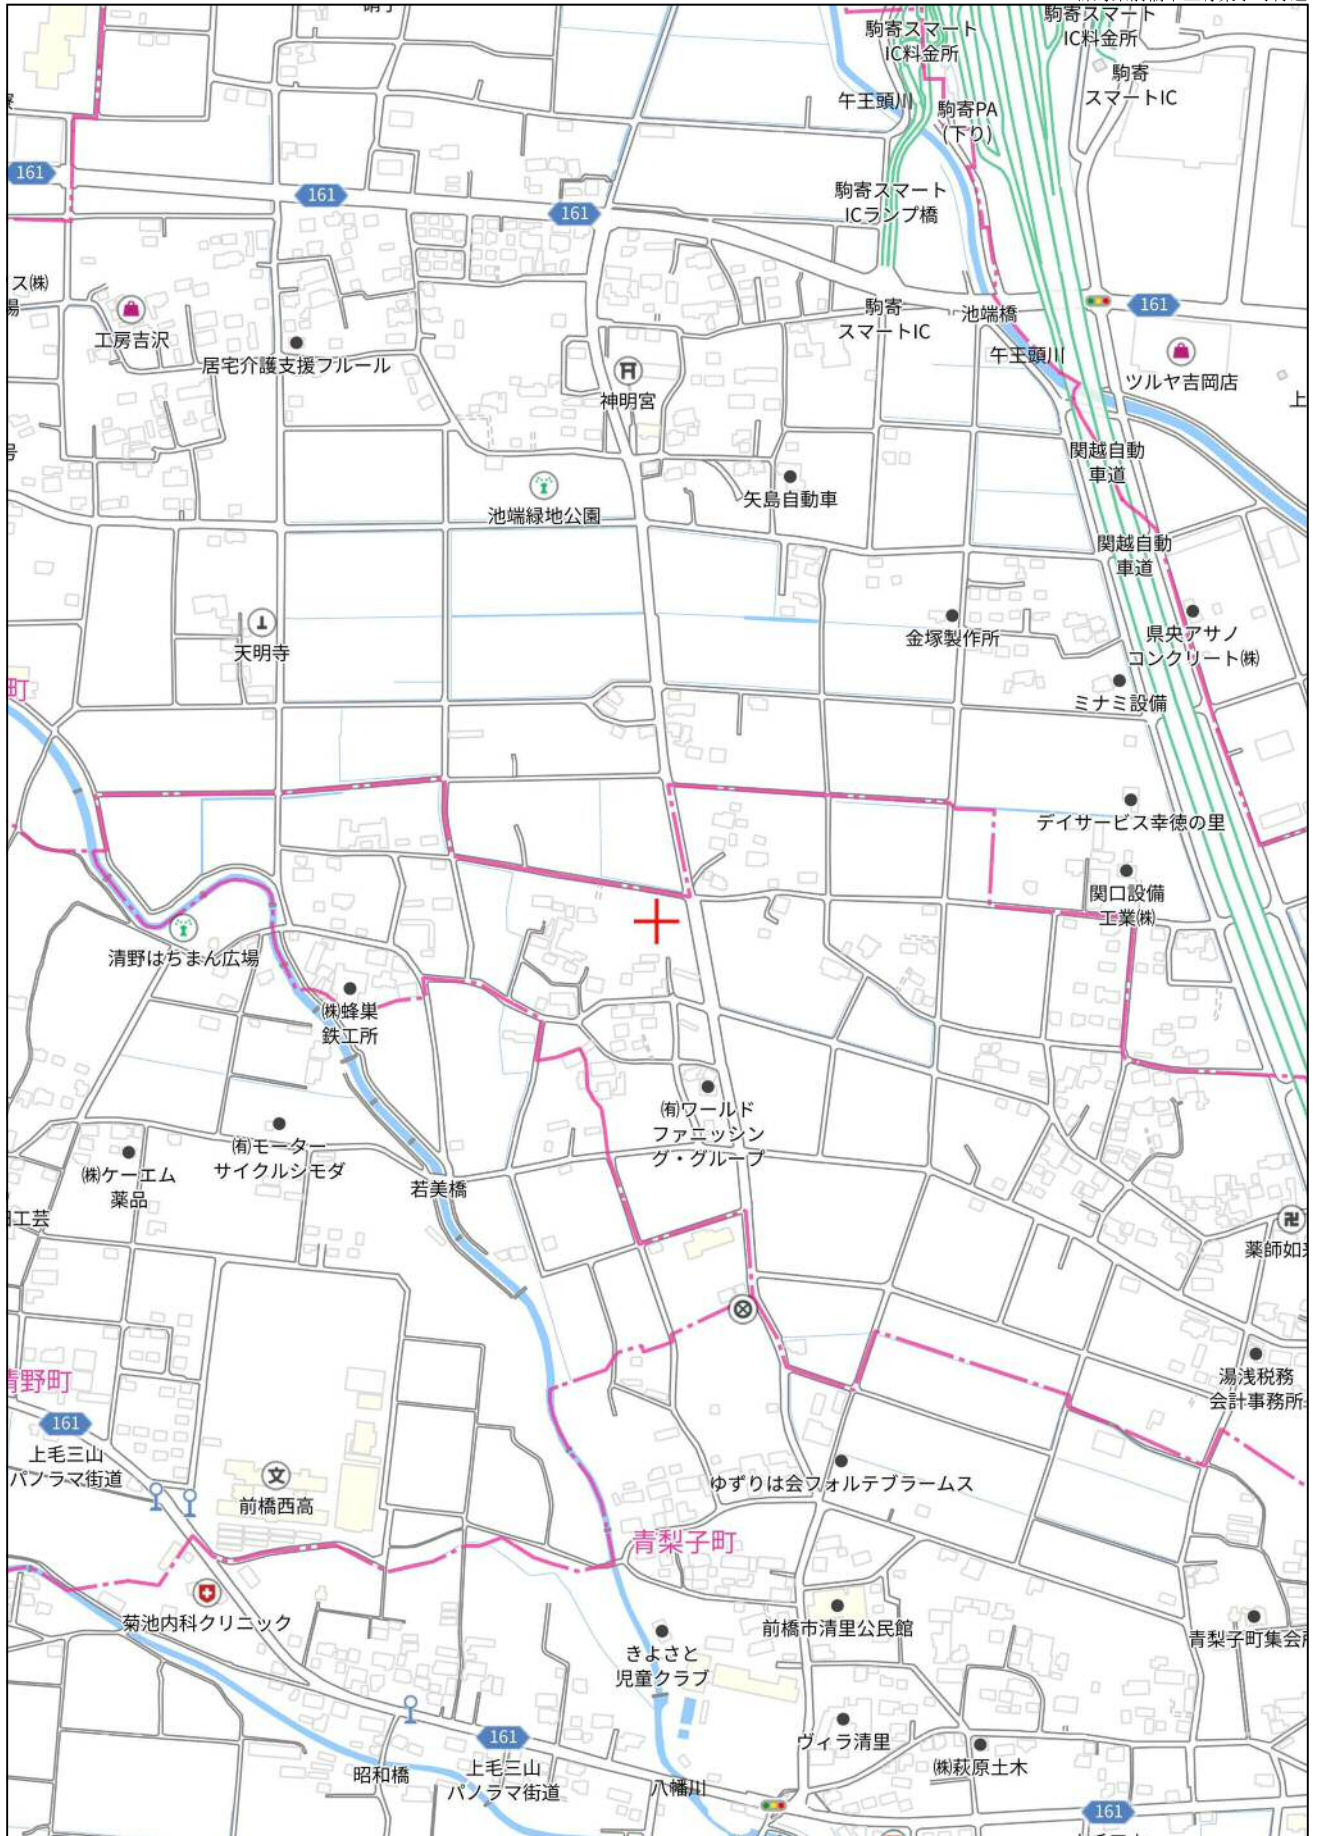 駒寄スマート
IC料金所
駒寄スマート
IC料金所
駒寄
スマートIC
午王頭川
駒寄PA
(下り)
161
161
161
駒寄スマート
ICランプ橋
ス㈱
場
工房吉沢
居宅介護支援フルール
神明宮
駒寄
スマートIC
池端橋
161
午王頭川
ツルヤ吉岡店
上
号
関越自動
車道
矢島自動車
池端緑地公園
関越自動
車道
天明寺
金塚製作所
県央アサノ
コンクリート㈱
町
ミナミ設備
デイサービス幸徳の里
関口設備
工業㈱
清野はちまん広場
㈱蜂巣
鉄工所
㈲ワールド
ファニッシン
グ・グループ
㈲モーター
サイクルシモダ
㈱ケーエム
薬品
若美橋
工芸
薬師如来
清野町
湯浅税務
会計事務所
161
上毛三山
パノラマ街道
前橋西高
ゆずりは会フォルテブラームス
青梨子町
菊池内科クリニック
前橋市清里公民館
青梨子町集会所
きよさと
児童クラブ
ヴィラ清里
㈱萩原土木
161
昭和橋
上毛三山
パノラマ街道
八幡川
161